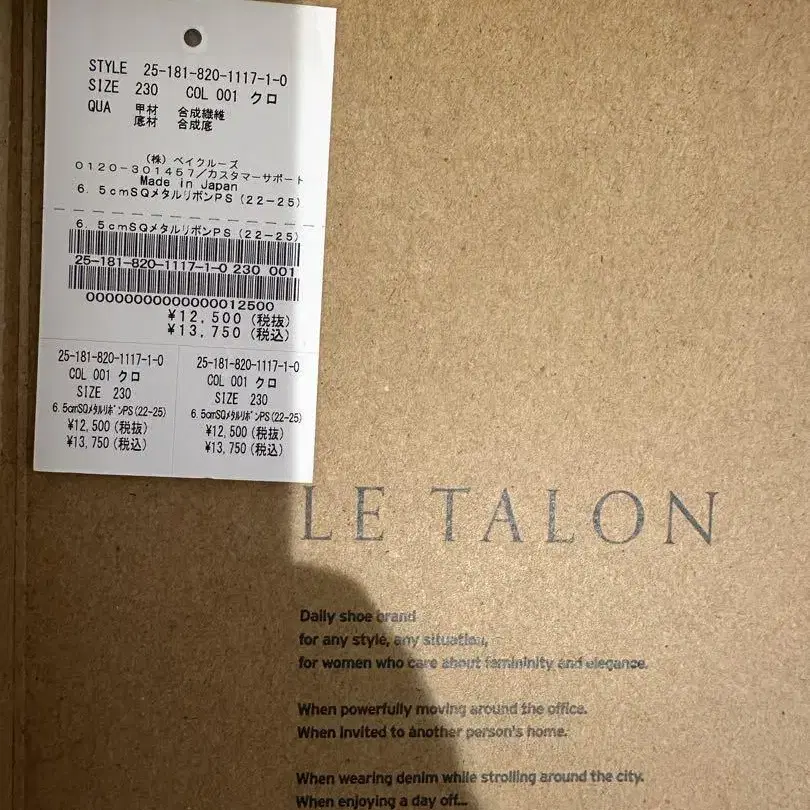 STYLE 25-181-820-1117-1-0
SIZE 230 COL 001 クロ
QUA 甲材 合成繊維
底材 合成底
(株) ベイクルーズ
0120-301457/カスタマーサポート
Made in Japan
6.5cmSQメタルリボンPS(22-25)
6.5cmSQメタルリボンPS(22-25)
25-181-820-1117-1-0 230 001
0000000000000000012500
¥12,500 (税抜)
¥13,750 (税込)
25-181-820-1117-1-0
COL 001 クロ
SIZE 230
6.5cmSQメタルリボンPS(22-25)
¥12,500 (税抜)
¥13,750 (税込)
25-181-820-1117-1-0
COL 001 クロ
SIZE 230
6.5cmSQメタルリボンPS(22-25)
¥12,500 (税抜)
¥13,750 (税込)
LE TALON
Daily shoe brand
for any style, any situation,
for women who care about femininity and elegance.
When powerfully moving around the office.
When invited to another person's home.
When wearing denim while strolling around the city.
When enjoying a day off...